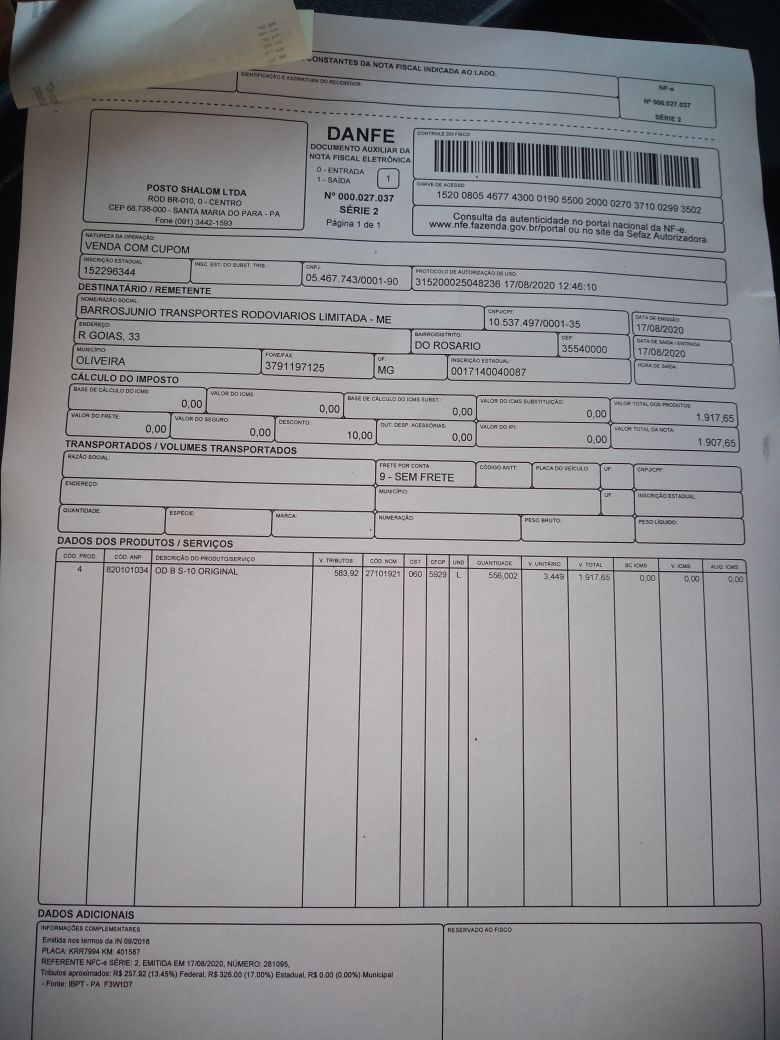 CONSTANTES DA NOTA FISCAL INDICADA AO LADO.
IDENTIFICAÇÃO E ASSINATURA DO RECEBEDOR:
NF-e
Nº 000.027.037
SÉRIE 2
POSTO SHALOM LTDA
ROD BR-010, 0 - CENTRO
CEP 68.738-000 - SANTA MARIA DO PARA - PA
Fone (091) 3442-1593
DANFE
DOCUMENTO AUXILIAR DA
NOTA FISCAL ELETRÔNICA
0 - ENTRADA
1 - SAÍDA
1
Nº 000.027.037
SÉRIE 2
Página 1 de 1
CONTROLE DO FISCO
CHAVE DE ACESSO
1520 0805 4677 4300 0190 5500 2000 0270 3710 0299 3502
Consulta da autenticidade no portal nacional da NF-e.
www.nfe.fazenda.gov.br/portal ou no site da Sefaz Autorizadora.
NATUREZA DA OPERAÇÃO:
VENDA COM CUPOM
INSCRIÇÃO ESTADUAL: INSC. EST. DO SUBST. TRIB. CNPJ PROTOCOLO DE AUTORIZAÇÃO DE USO
152296344 05.467.743/0001-90 315200025048236 17/08/2020 12:46:10
DESTINATÁRIO / REMETENTE
NOME/RAZÃO SOCIAL: CNPJ/CPF: DATA DE EMISSÃO:
BARROSJUNIO TRANSPORTES RODOVIARIOS LIMITADA - ME 10.537.497/0001-35 17/08/2020
ENDEREÇO: BAIRRO/DISTRITO: CEP: DATA DE SAÍDA / ENTRADA:
R GOIAS, 33 DO ROSARIO 35540000 17/08/2020
MUNICÍPIO: FONE/FAX: UF: INSCRIÇÃO ESTADUAL: HORA DE SAÍDA:
OLIVEIRA 3791197125 MG 0017140040087
CÁLCULO DO IMPOSTO
BASE DE CÁLCULO DO ICMS: VALOR DO ICMS: BASE DE CÁLCULO DO ICMS SUBST.: VALOR DO ICMS SUBSTITUIÇÃO: VALOR TOTAL DOS PRODUTOS
0,00 0,00 0,00 0,00 1.917,65
VALOR DO FRETE: VALOR DO SEGURO: DESCONTO: OUT. DESP. ACESSÓRIAS: VALOR DO IPI: VALOR TOTAL DA NOTA:
0,00 0,00 10,00 0,00 0,00 1.907,65
TRANSPORTADOS / VOLUMES TRANSPORTADOS
RAZÃO SOCIAL: FRETE POR CONTA: CÓDIGO ANTT: PLACA DO VEÍCULO: UF: CNPJ/CPF:
9 - SEM FRETE
ENDEREÇO: MUNICÍPIO: UF: INSCRIÇÃO ESTADUAL:
QUANTIDADE: ESPÉCIE: MARCA: NUMERAÇÃO: PESO BRUTO: PESO LÍQUIDO:
DADOS DOS PRODUTOS / SERVIÇOS
CÓD. PROD. CÓD. ANP DESCRIÇÃO DO PRODUTO/SERVIÇO V. TRIBUTOS CÓD. NCM CST CFOP UND QUANTIDADE V. UNITÁRIO V. TOTAL BC ICMS V. ICMS ALIQ. ICMS
4 820101034 OD B S-10 ORIGINAL 583,92 27101921 060 5929 L 556,002 3,449 1.917,65 0,00 0,00 0,00
DADOS ADICIONAIS
INFORMAÇÕES COMPLEMENTARES RESERVADO AO FISCO
Emitida nos termos da IN 09/2016
PLACA: KRR7994 KM: 401587
REFERENTE NFC-e SÉRIE: 2, EMITIDA EM 17/08/2020, NÚMERO: 281095,
Tributos aproximados: R$ 257.92 (13.45%) Federal, R$ 326.00 (17.00%) Estadual, R$ 0.00 (0.00%) Municipal
- Fonte: IBPT - PA F3W1D7